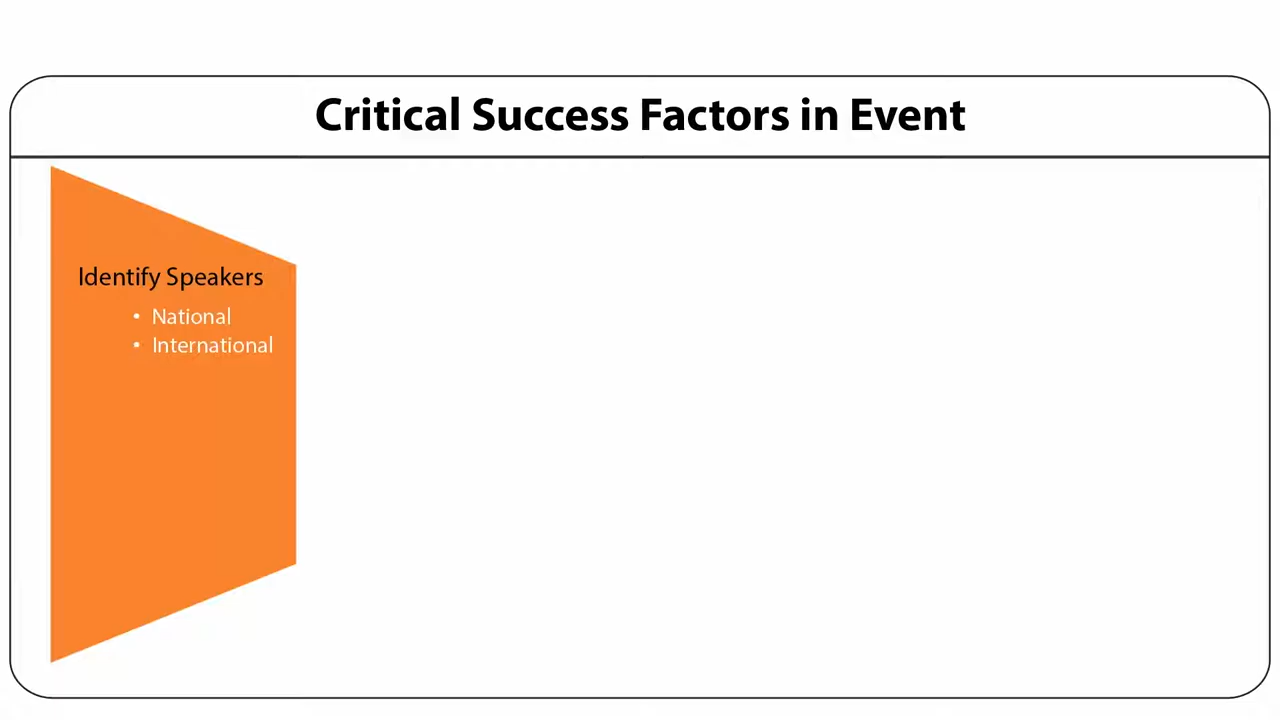 Critical Success Factors in Event
Identify Speakers
• National
• International